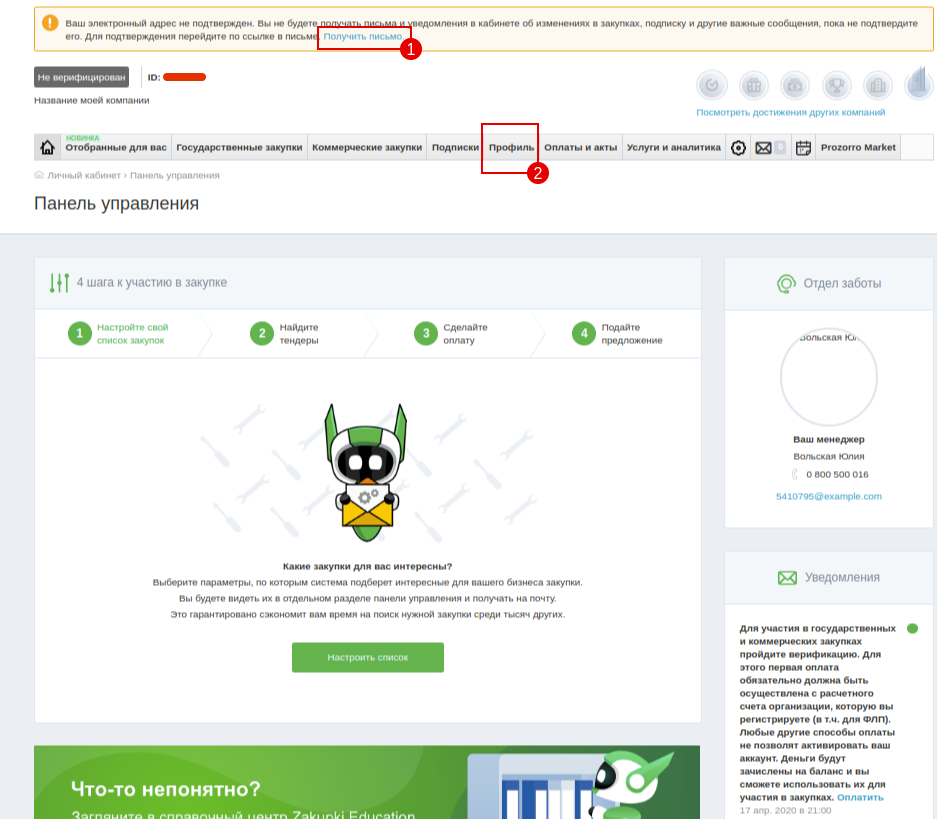 Ваш электронный адрес не подтвержден. Вы не будете получать письма и уведомления в кабинете об изменениях в закупках, подписку и другие важные сообщения, пока не подтвердите
его. Для подтверждения перейдите по ссылке в письме. Получить письмо.
1
Не верифицирован
ID:
Название моей компании
Посмотреть достижения других компаний
НОВИНКА
Отобранные для вас Государственные закупки Коммерческие закупки Подписки Профиль Оплаты и акты Услуги и аналитика 0 Prozorro Market
2
Личный кабинет › Панель управления
Панель управления
4 шага к участию в закупке
1 Настройте свой
список закупок
2 Найдите
тендеры
3 Сделайте
оплату
4 Подайте
предложение
Какие закупки для вас интересны?
Выберите параметры, по которым система подберет интересные для вашего бизнеса закупки.
Вы будете видеть их в отдельном разделе панели управления и получать на почту.
Это гарантировано сэкономит вам время на поиск нужной закупки среди тысяч других.
Настроить список
Что-то непонятно?
Загляните в справочный центр Zakupki Education
Отдел заботы
Вольская Юл
Ваш менеджер
Вольская Юлия
0 800 500 016
5410795@example.com
Уведомления
Для участия в государственных
и коммерческих закупках
пройдите верификацию. Для
этого первая оплата
обязательно должна быть
осуществлена с расчетного
счета организации, которую вы
регистрируете (в т.ч. для ФЛП).
Любые другие способы оплаты
не позволят активировать ваш
аккаунт. Деньги будут
зачислены на баланс и вы
сможете использовать их для
участия в закупках. Оплатить
17 апр. 2020 в 21:00